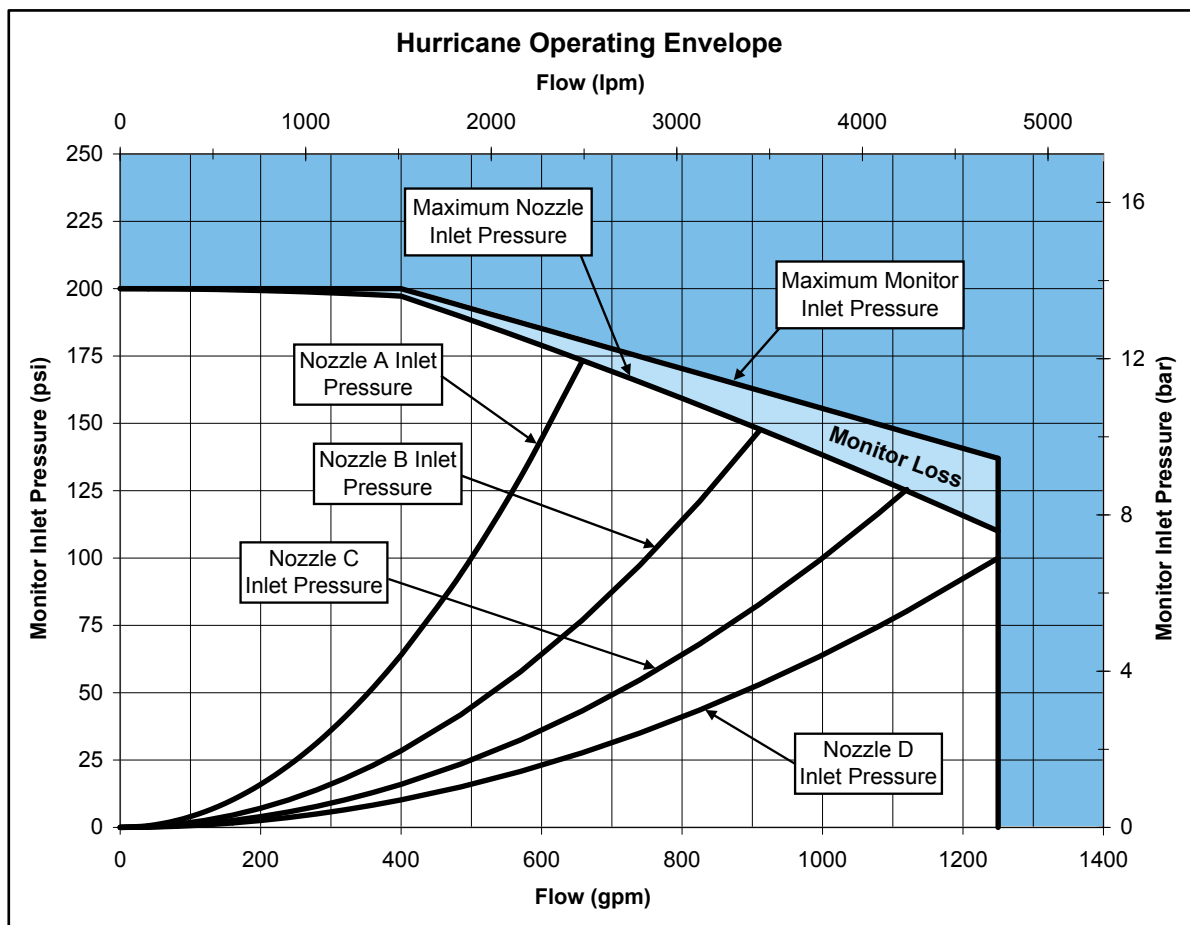 Hurricane Operating Envelope
Flow (lpm)
0 1000 2000 3000 4000 5000
250
225
200
175
150
125
100
75
50
25
0
Monitor Inlet Pressure (psi)
Maximum Nozzle
Inlet Pressure
Maximum Monitor
Inlet Pressure
Nozzle A Inlet
Pressure
Nozzle B Inlet
Pressure
Nozzle C
Inlet Pressure
Nozzle D
Inlet Pressure
Monitor Loss
16
12
8
4
0
Monitor Inlet Pressure (bar)
0 200 400 600 800 1000 1200 1400
Flow (gpm)